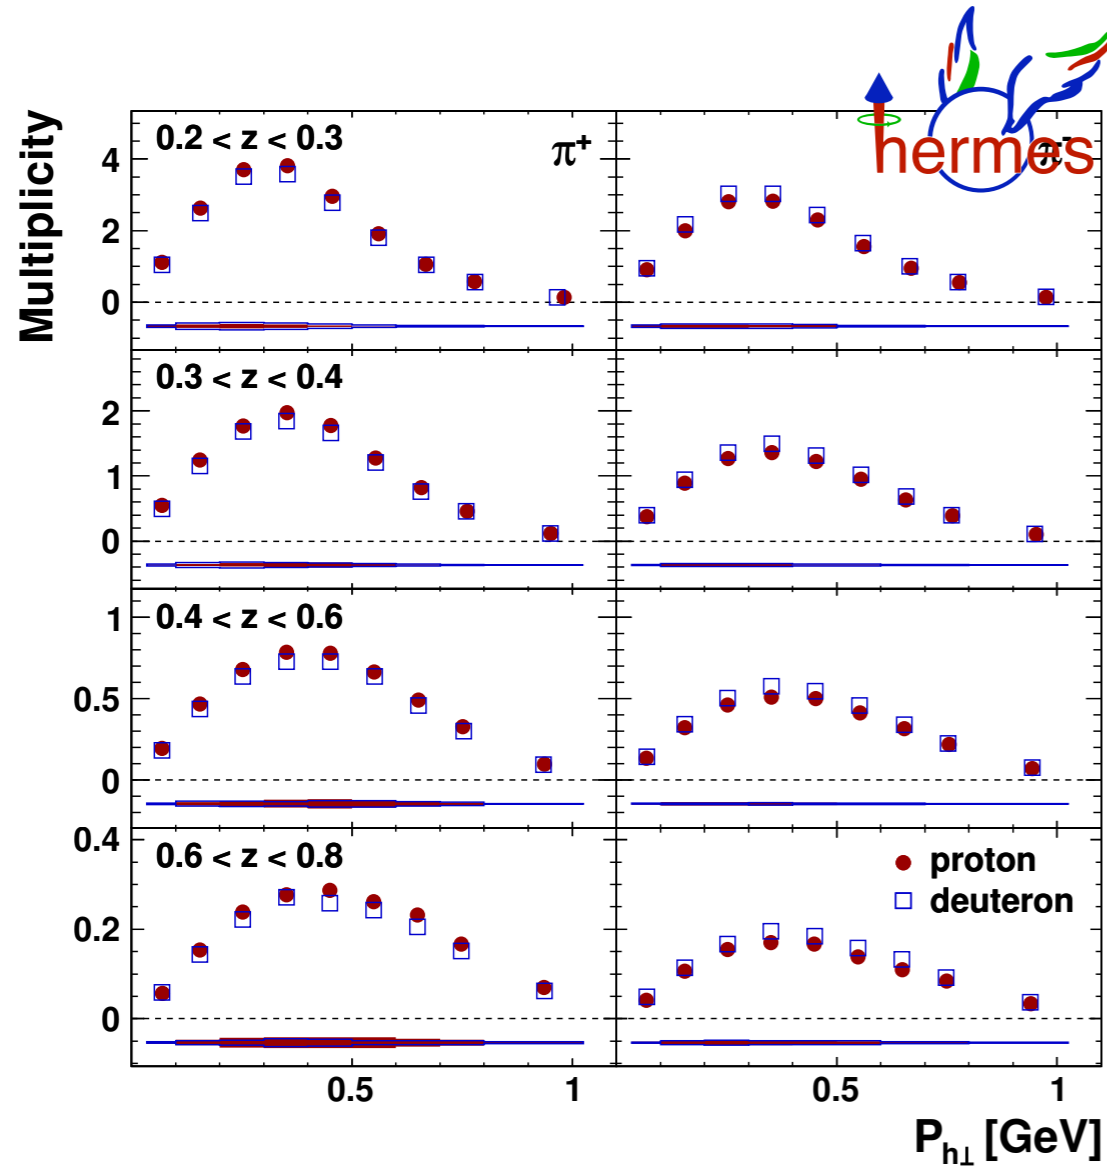 hermes
Multiplicity
0.2 < z < 0.3
π⁺
π⁻
4
2
0
0.3 < z < 0.4
2
0
0.4 < z < 0.6
1
0.5
0
0.6 < z < 0.8
proton
deuteron
0.4
0.2
0
0.5
1
0.5
1
P_h⊥ [GeV]